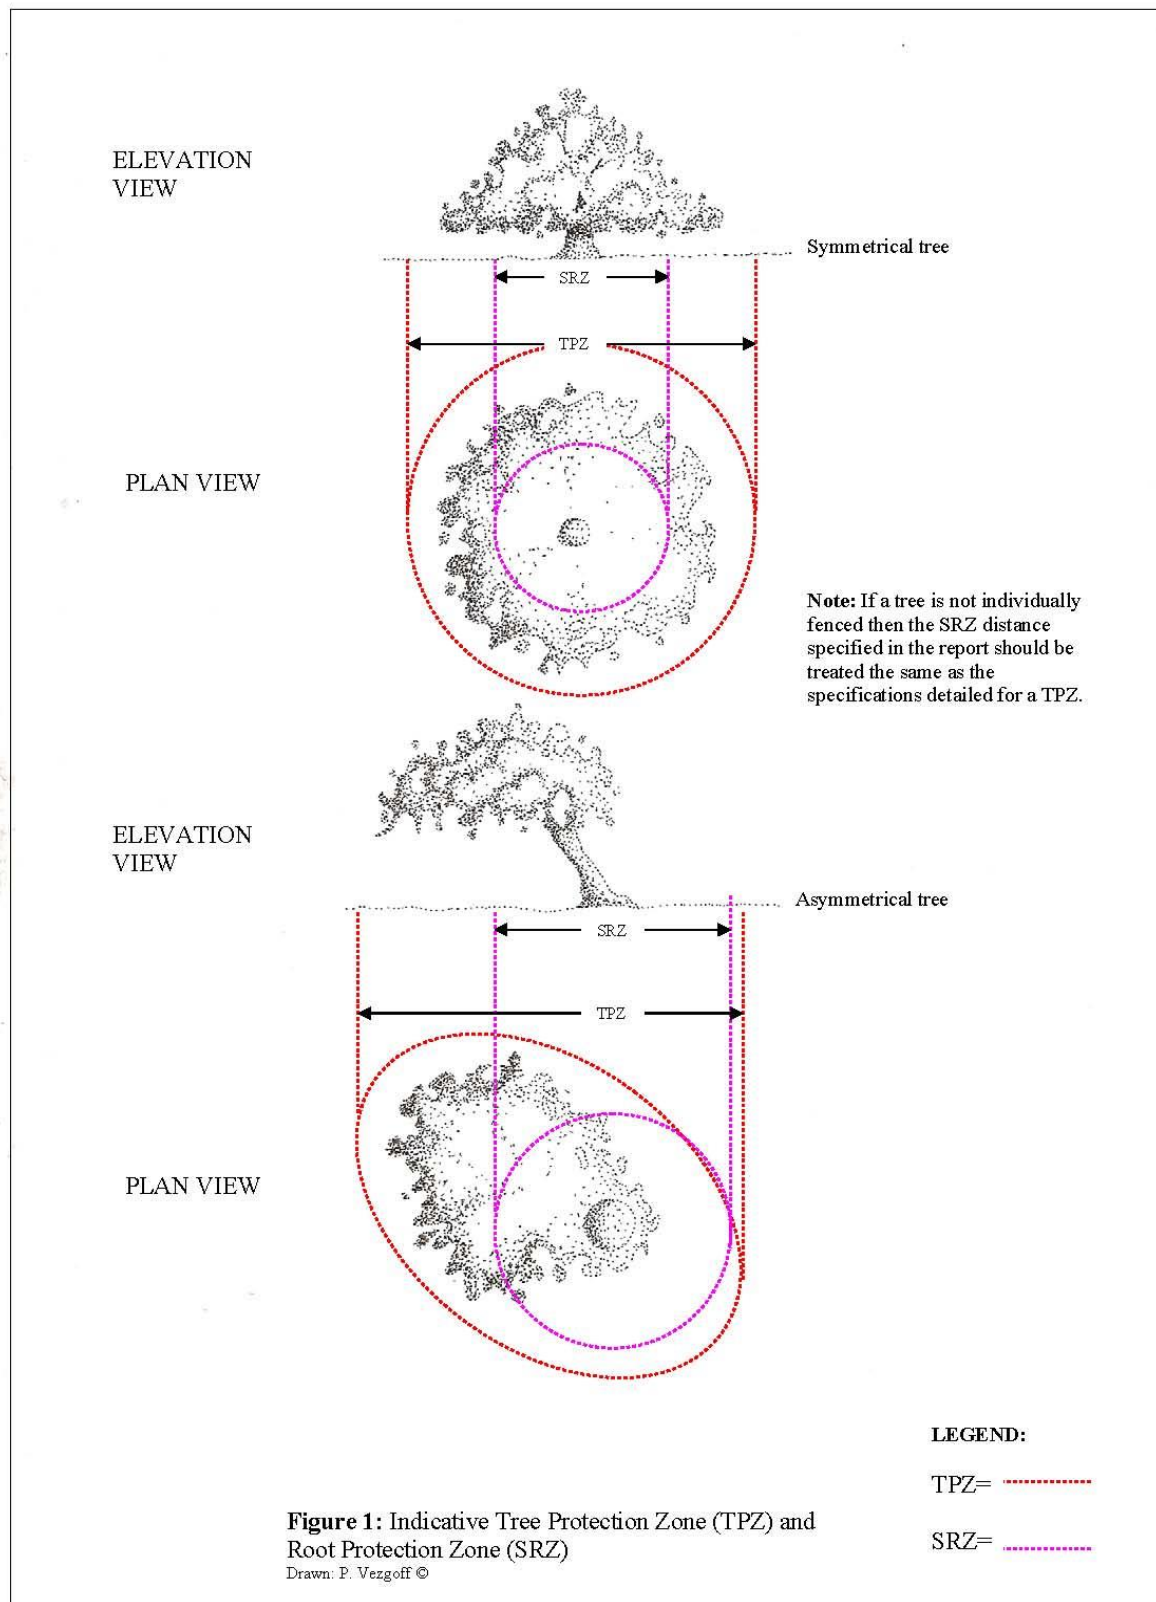 ELEVATION
VIEW
Symmetrical tree
SRZ
TPZ
PLAN VIEW
Note: If a tree is not individually
fenced then the SRZ distance
specified in the report should be
treated the same as the
specifications detailed for a TPZ.
ELEVATION
VIEW
Asymmetrical tree
SRZ
TPZ
PLAN VIEW
LEGEND:
TPZ=
SRZ=
Figure 1: Indicative Tree Protection Zone (TPZ) and
Root Protection Zone (SRZ)
Drawn: P. Vezgoff ©